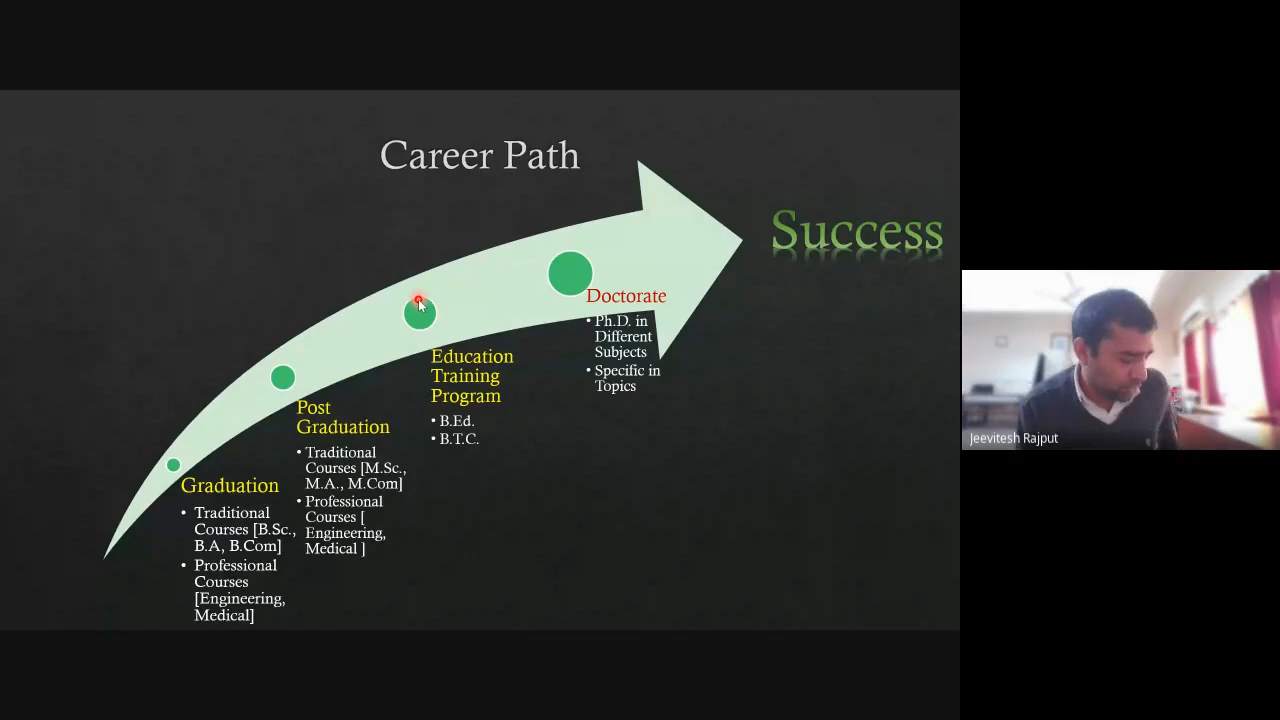 Career Path
Success
Graduation
• Traditional
Courses [B.Sc.,
B.A, B.Com]
• Professional
Courses
[Engineering,
Medical]
Post
Graduation
• Traditional
Courses [M.Sc.,
M.A., M.Com]
• Professional
Courses [
Engineering,
Medical ]
Education
Training
Program
• B.Ed.
• B.T.C.
Doctorate
• Ph.D. in
Different
Subjects
• Specific in
Topics
Jeevitesh Rajput